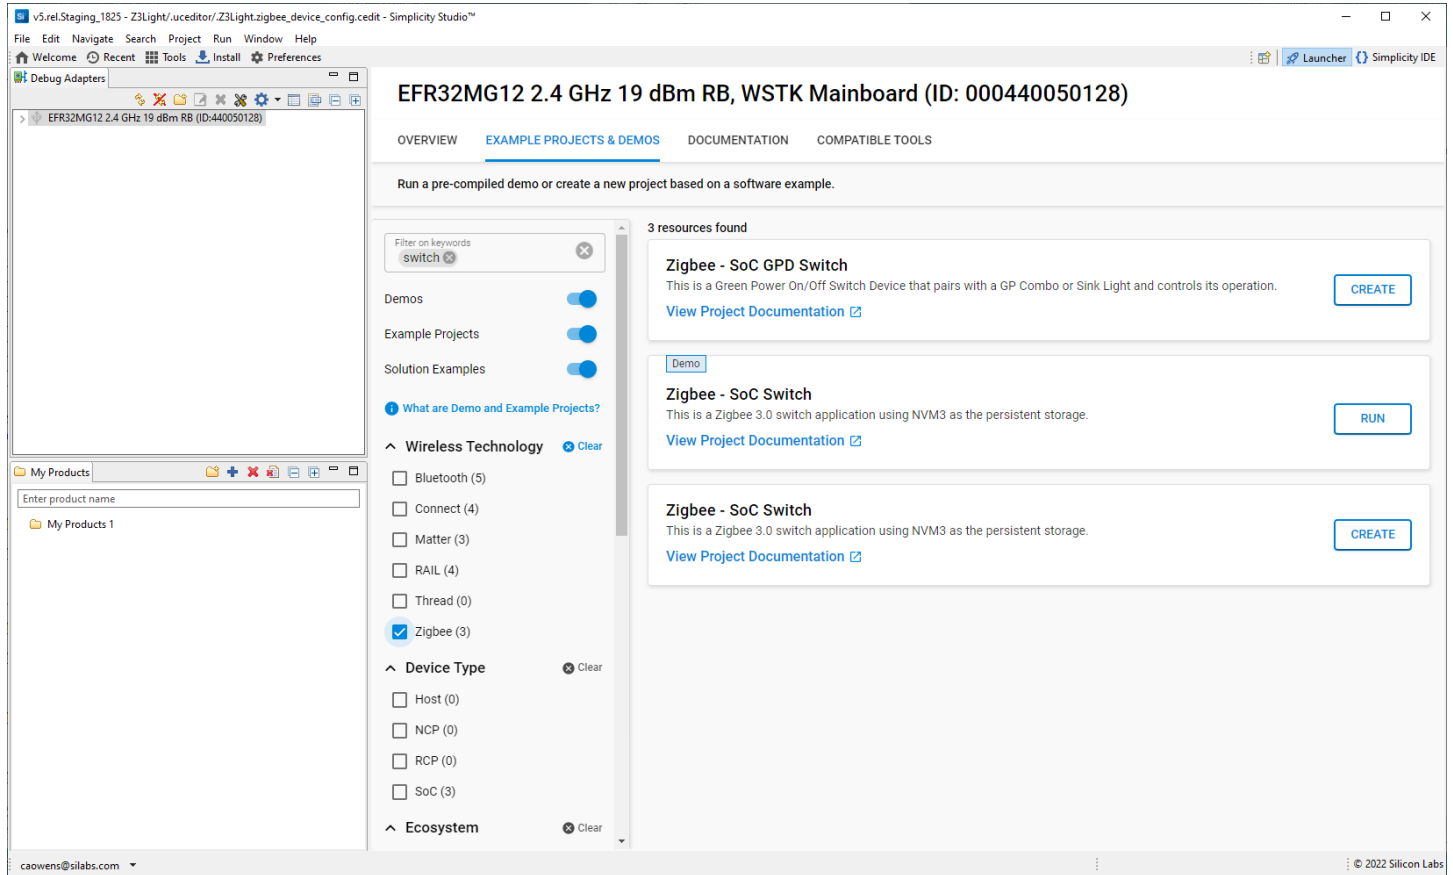 v5.rel.Staging_1825 - Z3Light/.uceditor/.Z3Light.zigbee_device_config.cedit - Simplicity Studio™
File Edit Navigate Search Project Run Window Help
Welcome Recent Tools Install Preferences
Launcher Simplicity IDE
Debug Adapters
EFR32MG12 2.4 GHz 19 dBm RB (ID:440050128)
My Products
Enter product name
My Products 1
EFR32MG12 2.4 GHz 19 dBm RB, WSTK Mainboard (ID: 000440050128)
OVERVIEW EXAMPLE PROJECTS & DEMOS DOCUMENTATION COMPATIBLE TOOLS
Run a pre-compiled demo or create a new project based on a software example.
Filter on keywords
switch
Demos
Example Projects
Solution Examples
What are Demo and Example Projects?
Wireless Technology Clear
Bluetooth (5)
Connect (4)
Matter (3)
RAIL (4)
Thread (0)
Zigbee (3)
Device Type Clear
Host (0)
NCP (0)
RCP (0)
SoC (3)
Ecosystem Clear
3 resources found
Zigbee - SoC GPD Switch
This is a Green Power On/Off Switch Device that pairs with a GP Combo or Sink Light and controls its operation.
View Project Documentation
CREATE
Demo
Zigbee - SoC Switch
This is a Zigbee 3.0 switch application using NVM3 as the persistent storage.
View Project Documentation
RUN
Zigbee - SoC Switch
This is a Zigbee 3.0 switch application using NVM3 as the persistent storage.
View Project Documentation
CREATE
caowens@silabs.com
© 2022 Silicon Labs